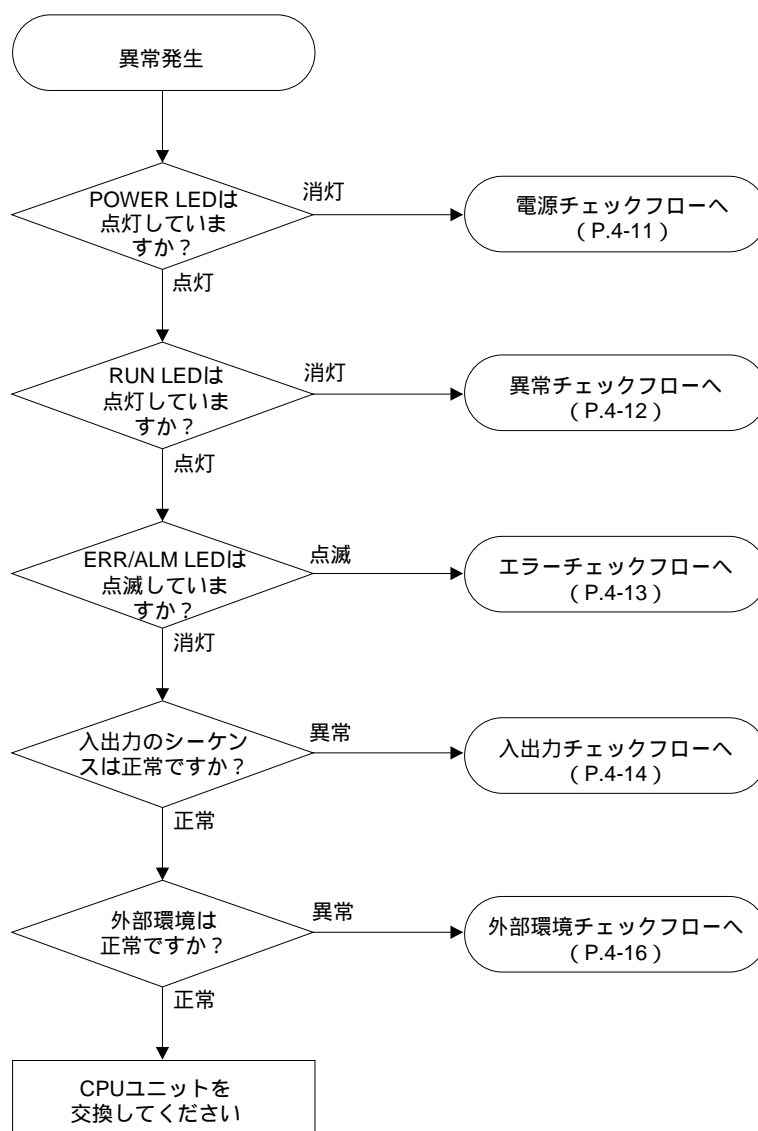 異常発生
POWER LEDは
点灯していま
すか？
消灯
電源チェックフローへ
（P.4-11）
点灯
RUN LEDは
点灯していま
すか？
消灯
異常チェックフローへ
（P.4-12）
点灯
ERR/ALM LEDは
点滅していま
すか？
点滅
エラーチェックフローへ
（P.4-13）
消灯
入出力のシーケン
スは正常ですか？
異常
入出力チェックフローへ
（P.4-14）
正常
外部環境は
正常ですか？
異常
外部環境チェックフローへ
（P.4-16）
正常
CPUユニットを
交換してください